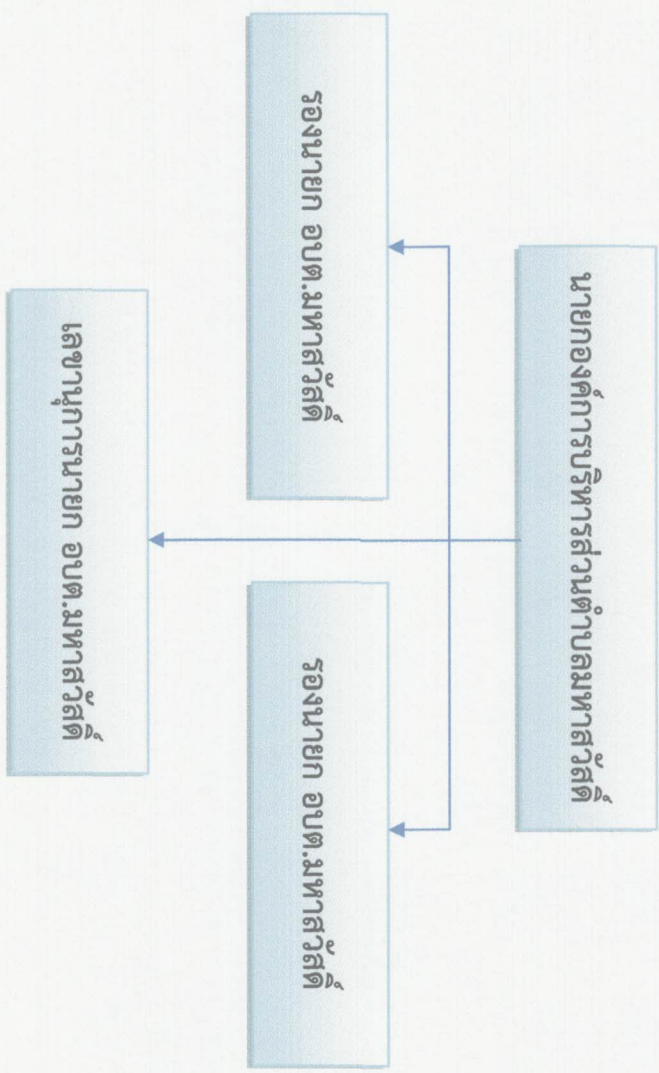 นายกองค์การบริหารส่วนตำบลมหาสวัสดิ์
รองนายก อบต.มหาสวัสดิ์
รองนายก อบต.มหาสวัสดิ์
เลขานุการนายก อบต.มหาสวัสดิ์